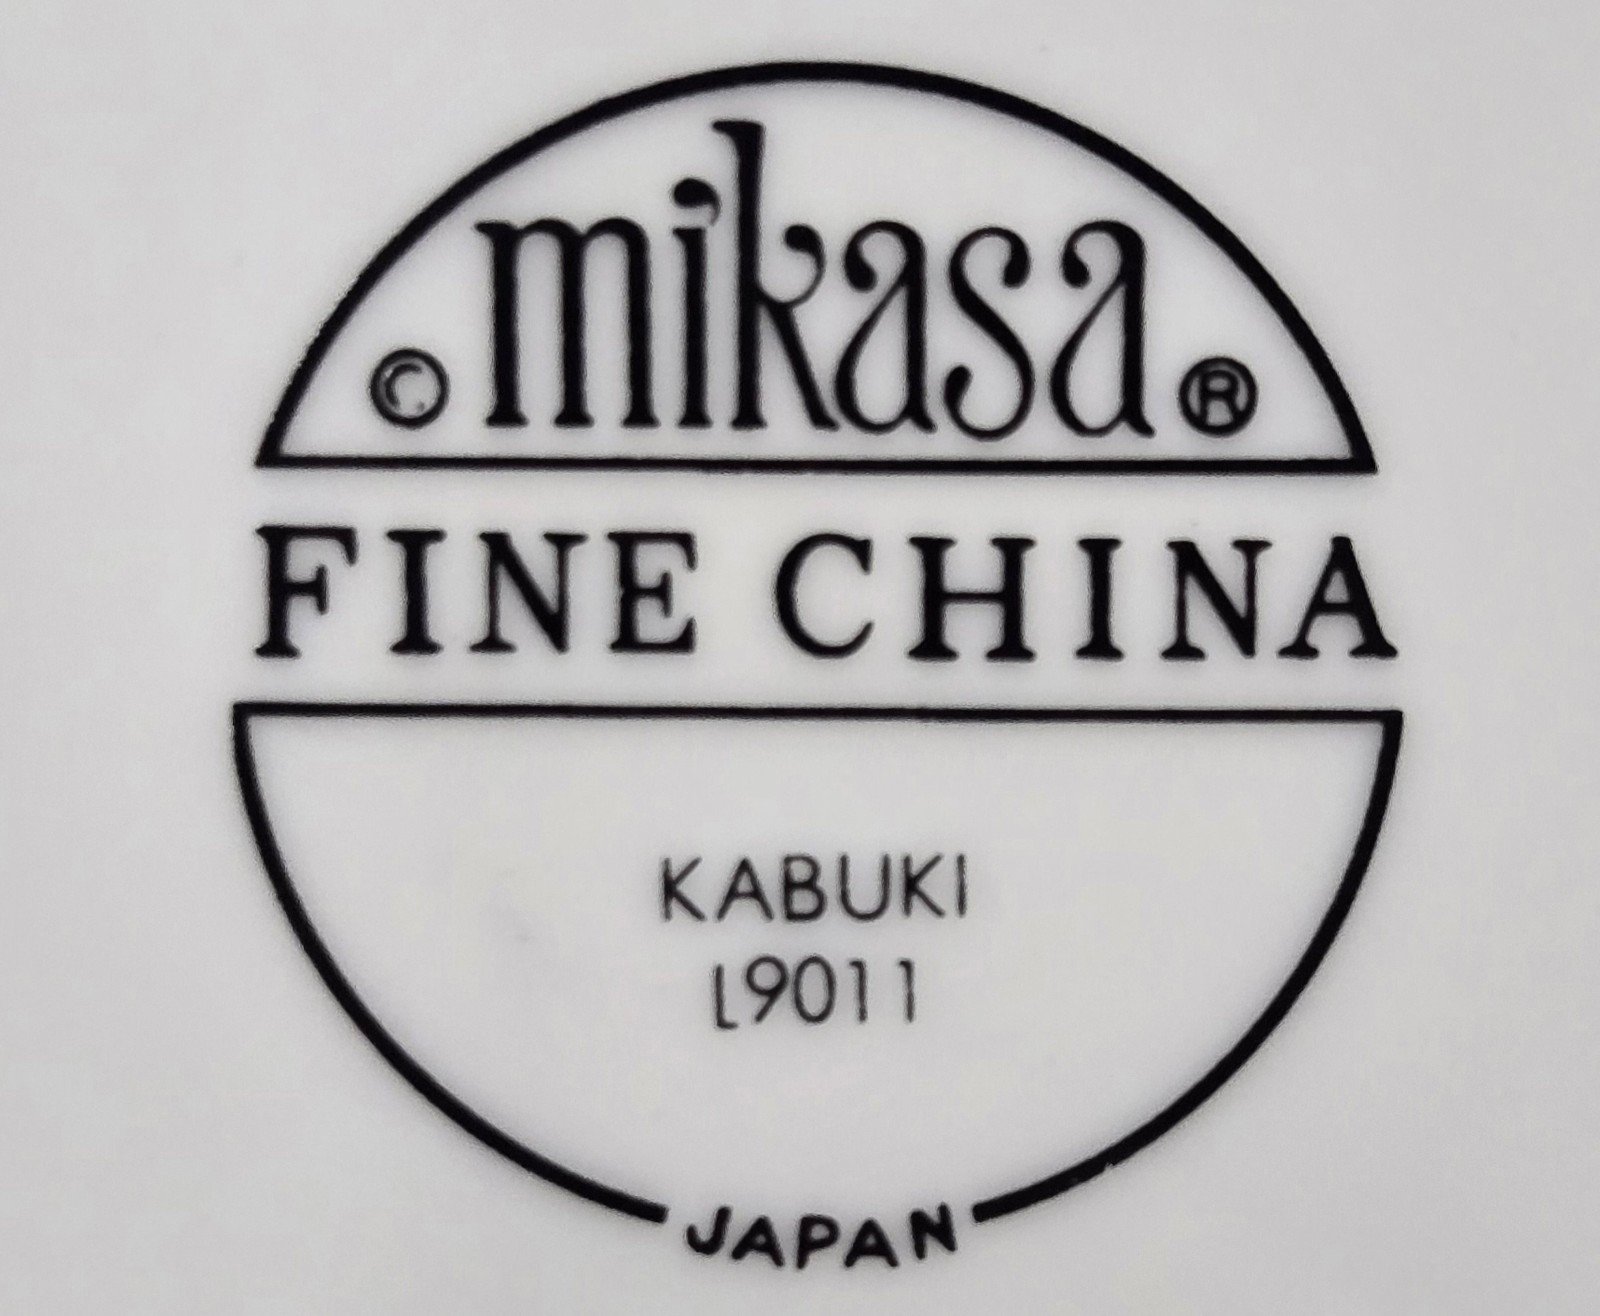 © mikasa ®
FINE CHINA
KABUKI
L9011
JAPAN